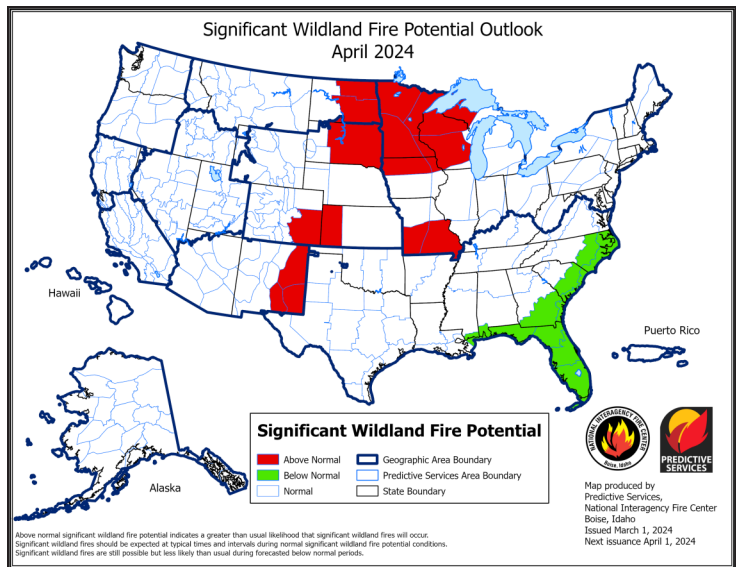 Significant Wildland Fire Potential Outlook
April 2024
Hawaii
Puerto Rico
Alaska
Significant Wildland Fire Potential
Above Normal
Below Normal
Normal
Geographic Area Boundary
Predictive Services Area Boundary
State Boundary
NATIONAL INTERAGENCY FIRE CENTER
Boise, Idaho
PREDICTIVE
SERVICES
Map produced by
Predictive Services,
National Interagency Fire Center
Boise, Idaho
Issued March 1, 2024
Next issuance April 1, 2024
Above normal significant wildland fire potential indicates a greater than usual likelihood that significant wildland fires will occur.
Significant wildland fires should be expected at typical times and intervals during normal significant wildland fire potential conditions.
Significant wildland fires are still possible but less likely than usual during forecasted below normal periods.